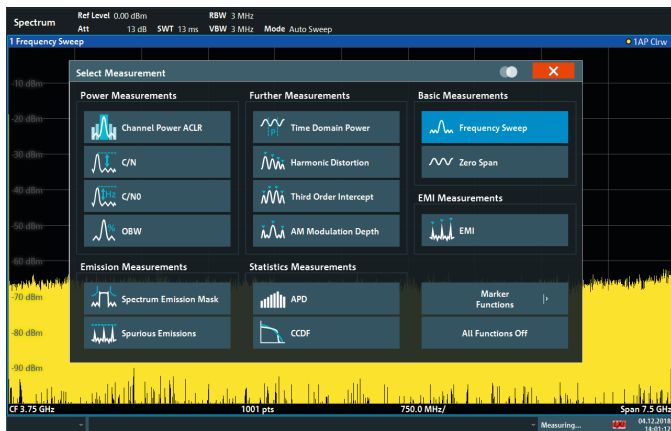 Spectrum
Ref Level 0.00 dBm RBW 3 MHz
Att 13 dB SWT 13 ms VBW 3 MHz Mode Auto Sweep
1 Frequency Sweep 1AP Clrw
Select Measurement
Power Measurements Further Measurements Basic Measurements
Channel Power ACLR Time Domain Power Frequency Sweep
C/N Harmonic Distortion Zero Span
C/N0 Third Order Intercept EMI Measurements
OBW AM Modulation Depth EMI
Emission Measurements Statistics Measurements
Spectrum Emission Mask APD Marker Functions
Spurious Emissions CCDF All Functions Off
-10 dBm
-20 dBm
-30 dBm
-40 dBm
-50 dBm
-60 dBm
-70 dBm
-80 dBm
-90 dBm
CF 3.75 GHz 1001 pts 750.0 MHz/ Span 7.5 GHz
Measuring... 04.12.2018